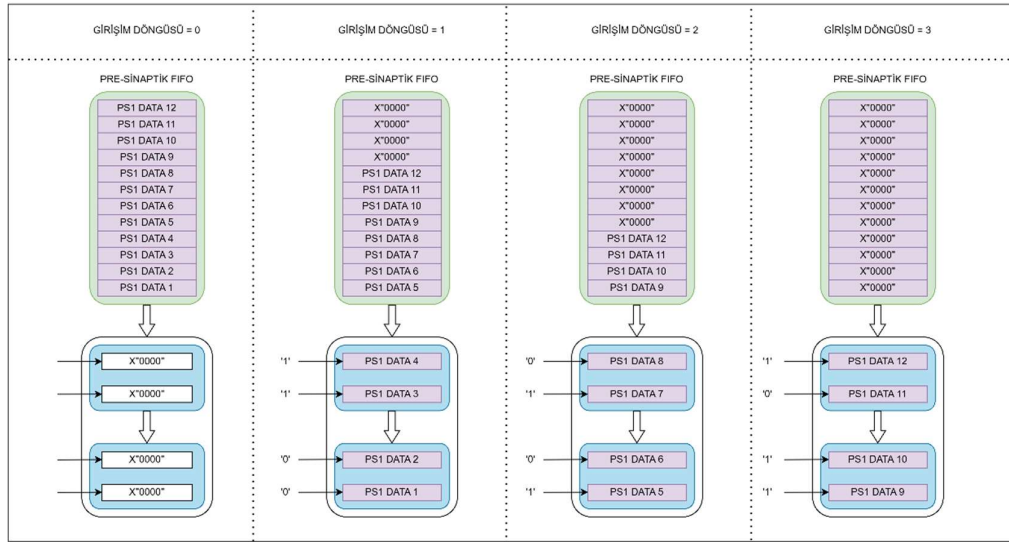 GİRİŞİM DÖNGÜSÜ = 0
PRE-SİNAPTİK FIFO
PS1 DATA 12
PS1 DATA 11
PS1 DATA 10
PS1 DATA 9
PS1 DATA 8
PS1 DATA 7
PS1 DATA 6
PS1 DATA 5
PS1 DATA 4
PS1 DATA 3
PS1 DATA 2
PS1 DATA 1
X"0000"
X"0000"
X"0000"
X"0000"
GİRİŞİM DÖNGÜSÜ = 1
PRE-SİNAPTİK FIFO
X"0000"
X"0000"
X"0000"
X"0000"
PS1 DATA 12
PS1 DATA 11
PS1 DATA 10
PS1 DATA 9
PS1 DATA 8
PS1 DATA 7
PS1 DATA 6
PS1 DATA 5
'1' PS1 DATA 4
'1' PS1 DATA 3
'0' PS1 DATA 2
'0' PS1 DATA 1
GİRİŞİM DÖNGÜSÜ = 2
PRE-SİNAPTİK FIFO
X"0000"
X"0000"
X"0000"
X"0000"
X"0000"
X"0000"
X"0000"
X"0000"
PS1 DATA 12
PS1 DATA 11
PS1 DATA 10
PS1 DATA 9
'0' PS1 DATA 8
'1' PS1 DATA 7
'0' PS1 DATA 6
'1' PS1 DATA 5
GİRİŞİM DÖNGÜSÜ = 3
PRE-SİNAPTİK FIFO
X"0000"
X"0000"
X"0000"
X"0000"
X"0000"
X"0000"
X"0000"
X"0000"
X"0000"
X"0000"
X"0000"
X"0000"
'1' PS1 DATA 12
'0' PS1 DATA 11
'1' PS1 DATA 10
'1' PS1 DATA 9